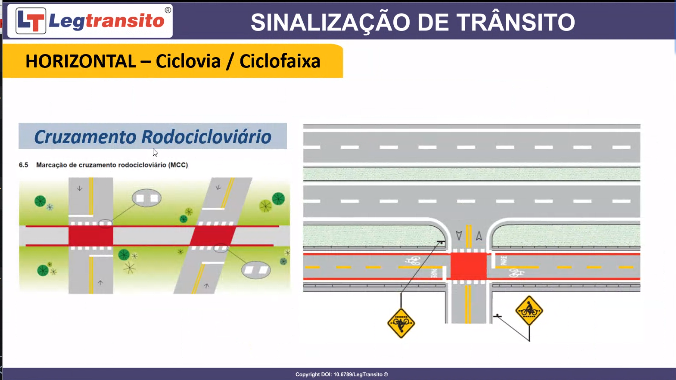 LT Legtransito®
SINALIZAÇÃO DE TRÂNSITO
HORIZONTAL – Ciclovia / Ciclofaixa
Cruzamento Rodocicloviário
6.5 Marcação de cruzamento rodocicloviário (MCC)
Copyright DOI: 10.6789/LegTransito ®